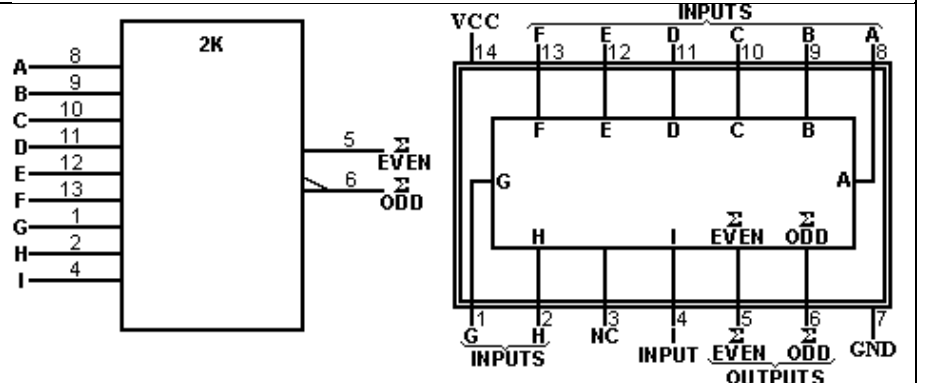 2K
A 8
B 9
C 10
D 11
E 12
F 13
G 1
H 2
I 4
5 Σ
EVEN
6 Σ
ODD
INPUTS
VCC F E D C B A
14 13 12 11 10 9 8
F E D C B
G A
H I Σ Σ
EVEN ODD
1 2 3 4 5 6 7
G H NC I Σ Σ GND
INPUTS INPUT EVEN ODD
OUTPUTS